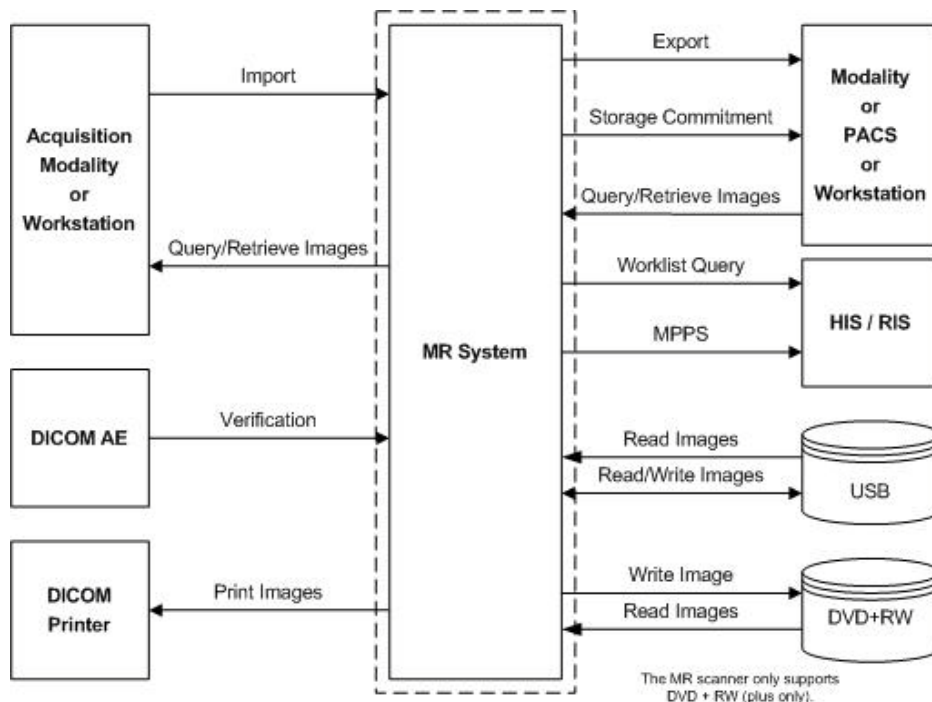 Import
Acquisition
Modality
or
Workstation
Query/Retrieve Images
DICOM AE
Verification
DICOM
Printer
Print Images
MR System
Export
Storage Commitment
Query/Retrieve Images
Modality
or
PACS
or
Workstation
Worklist Query
MPPS
HIS / RIS
Read Images
Read/Write Images
USB
Write Image
Read Images
DVD+RW
The MR scanner only supports
DVD + RW (plus only).